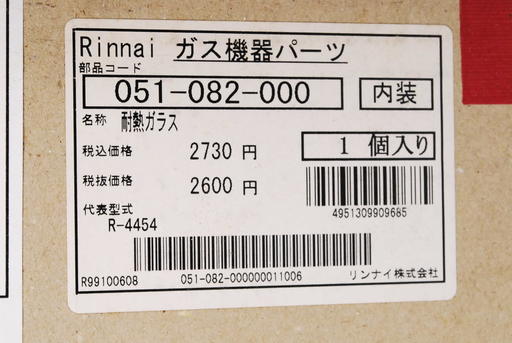 Rinnai ガス機器パーツ
部品コード
051-082-000 内装
名称 耐熱ガラス
税込価格 2730 円 1 個入り
税抜価格 2600 円
4951309909685
代表型式
R-4454
R99100608 051-082-000000011006 リンナイ株式会社